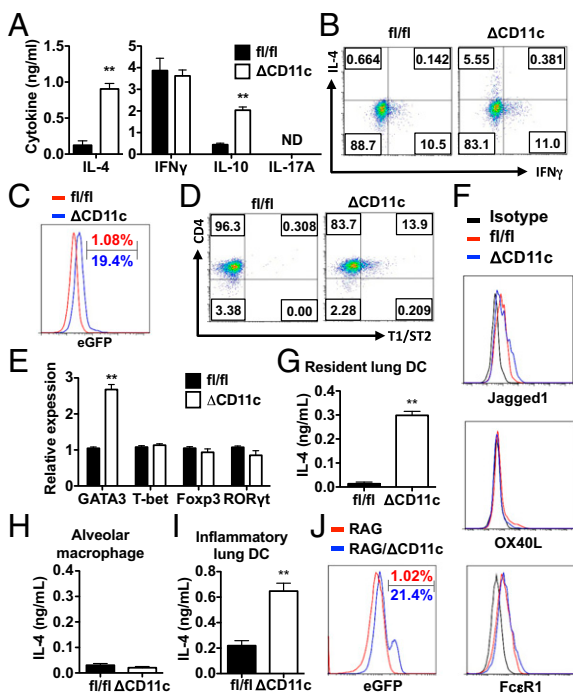 A
fl/fl
ΔCD11c
Cytokine (ng/ml)
1.5
1.0
0.5
0.0
**
IL-4
5
4
3
2
1
0
**
ND
IFNγ
IL-10
IL-17A
B
fl/fl
ΔCD11c
IL-4
0.664
0.142
5.55
0.381
88.7
10.5
83.1
11.0
IFNγ
C
fl/fl
ΔCD11c
1.08%
19.4%
eGFP
D
fl/fl
ΔCD11c
CD4
96.3
0.308
83.7
13.9
3.38
0.00
2.28
0.209
T1/ST2
E
Relative expession
3
2
1
0
**
fl/fl
ΔCD11c
GATA3
T-bet
Foxp3
RORγt
F
Isotype
fl/fl
ΔCD11c
Jagged1
OX40L
FcεR1
G
Resident lung DC
IL-4 (ng/mL)
0.4
0.3
0.2
0.1
0.0
**
fl/fl
ΔCD11c
H
Alveolar
macrophage
IL-4 (ng/mL)
0.4
0.3
0.2
0.1
0.0
fl/fl ΔCD11c
I
Inflammatory
lung DC
IL-4 (ng/mL)
0.8
0.6
0.4
0.2
0.0
**
fl/fl ΔCD11c
J
RAG
RAG/ΔCD11c
1.02%
21.4%
eGFP